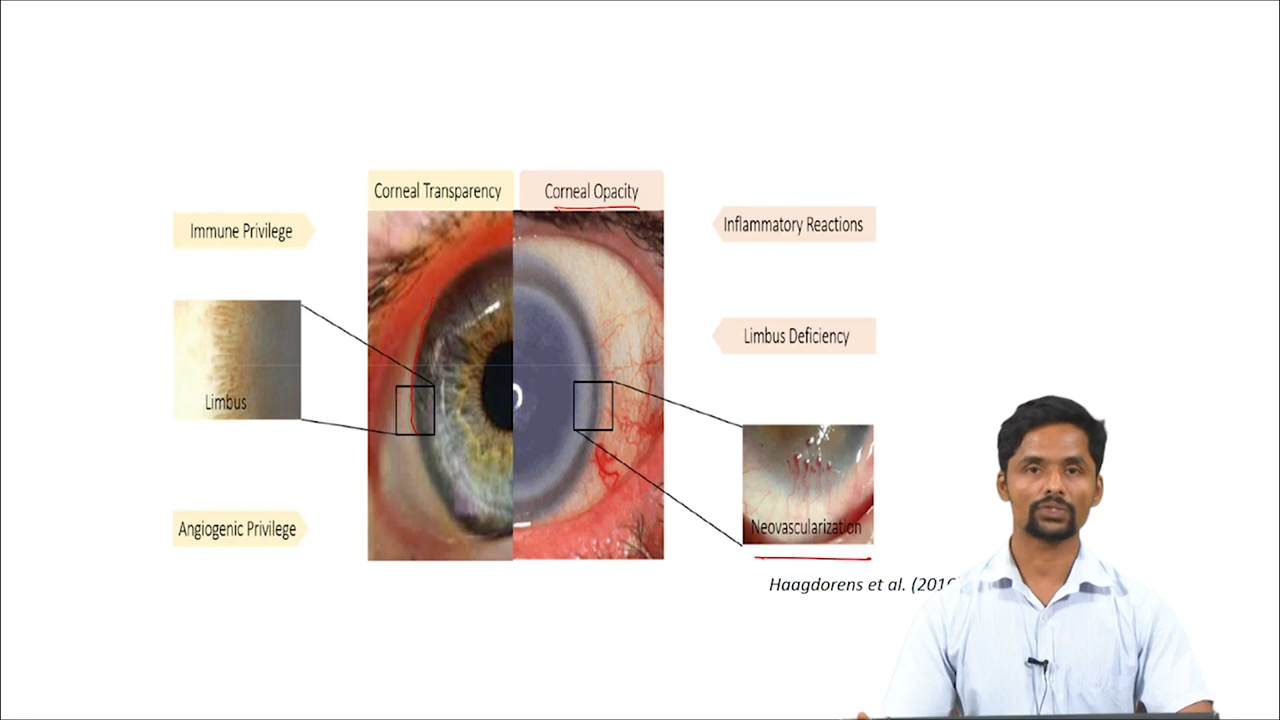 Corneal Transparency
Corneal Opacity
Immune Privilege
Inflammatory Reactions
Limbus Deficiency
Limbus
Angiogenic Privilege
Neovascularization
Haagdorens et al.